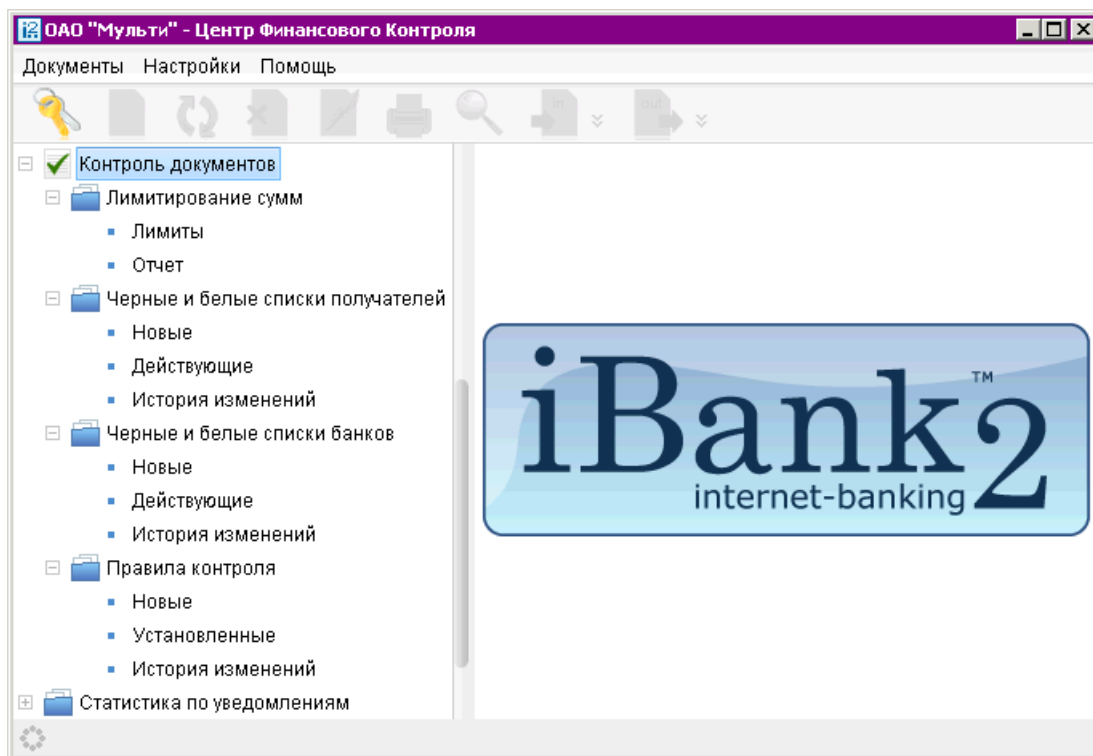 ОАО "Мульти" - Центр Финансового Контроля
Документы Настройки Помощь
in out
Контроль документов
Лимитирование сумм
Лимиты
Отчет
Черные и белые списки получателей
Новые
Действующие
История изменений
Черные и белые списки банков
Новые
Действующие
История изменений
Правила контроля
Новые
Установленные
История изменений
Статистика по уведомлениям
iBank2™
internet-banking